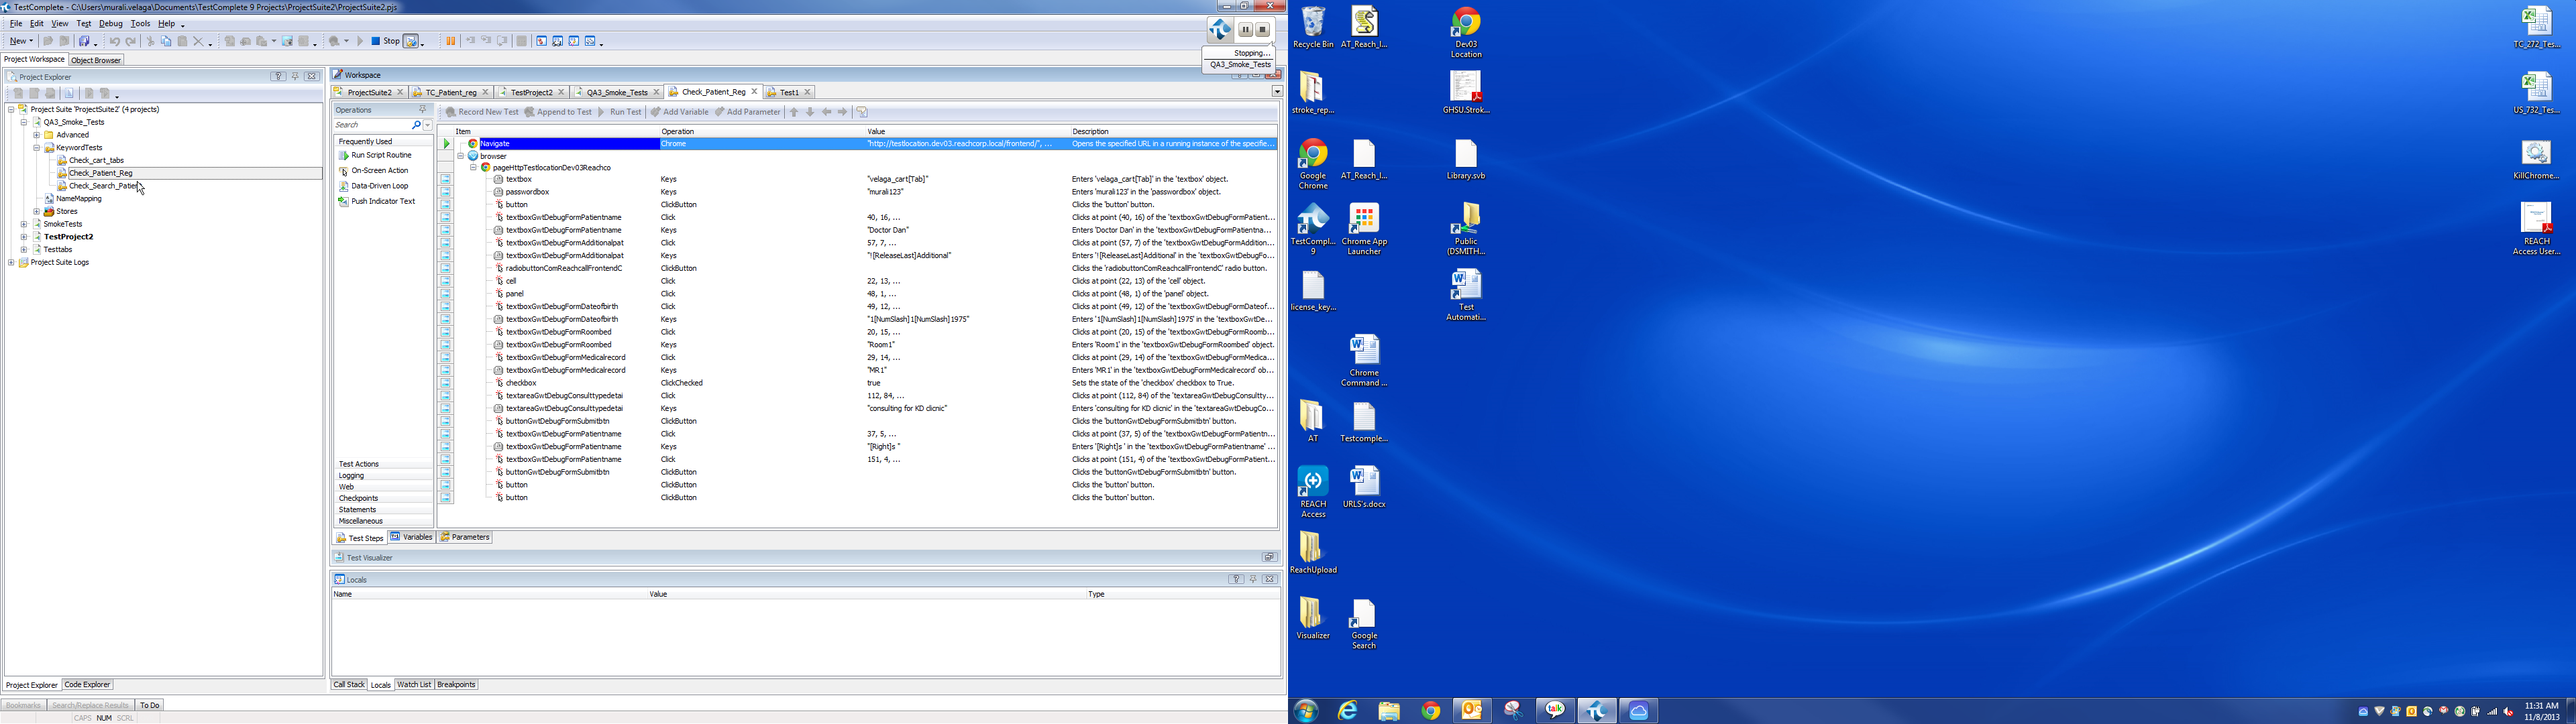 TestComplete - C:\Users\murali.velaga\Documents\TestComplete 9 Projects\ProjectSuite2\ProjectSuite2.pjs
File Edit View Test Debug Tools Help
New Stop
Stopping...
QA3_Smoke_Tests
Project Workspace Object Browser
Project Explorer
Project Suite 'ProjectSuite2' (4 projects)
QA3_Smoke_Tests
Advanced
KeywordTests
Check_cart_tabs
Check_Patient_Reg
Check_Search_Patien
NameMapping
Stores
SmokeTests
TestProject2
Testtabs
Project Suite Logs
Project Explorer Code Explorer
Workspace
ProjectSuite2 TC_Patient_reg TestProject2 QA3_Smoke_Tests Check_Patient_Reg Test1
Operations
Search
Frequently Used
Run Script Routine
On-Screen Action
Data-Driven Loop
Push Indicator Text
Test Actions
Logging
Web
Checkpoints
Statements
Miscellaneous
Record New Test Append to Test Run Test Add Variable Add Parameter
Item Operation Value Description
Navigate Chrome "http://testlocation.dev03.reachcorp.local/frontend/", ... Opens the specified URL in a running instance of the specifie...
browser
pageHttpTestlocationDev03Reachco
textbox Keys "velaga_cart[Tab]" Enters 'velaga_cart[Tab]' in the 'textbox' object.
passwordbox Keys "murali123" Enters 'murali123' in the 'passwordbox' object.
button ClickButton Clicks the 'button' button.
textboxGwtDebugFormPatientname Click 40, 16, ... Clicks at point (40, 16) of the 'textboxGwtDebugFormPatient...
textboxGwtDebugFormPatientname Keys "Doctor Dan" Enters 'Doctor Dan' in the 'textboxGwtDebugFormPatientna...
textboxGwtDebugFormAdditionalpat Click 57, 7, ... Clicks at point (57, 7) of the 'textboxGwtDebugFormAddition...
textboxGwtDebugFormAdditionalpat Keys "![ReleaseLast]Additional" Enters '![ReleaseLast]Additional' in the 'textboxGwtDebugFo...
radiobuttonComReachcallFrontendC ClickButton Clicks the 'radiobuttonComReachcallFrontendC' radio button.
cell Click 22, 13, ... Clicks at point (22, 13) of the 'cell' object.
panel Click 48, 1, ... Clicks at point (48, 1) of the 'panel' object.
textboxGwtDebugFormDateofbirth Click 49, 12, ... Clicks at point (49, 12) of the 'textboxGwtDebugFormDateof...
textboxGwtDebugFormDateofbirth Keys "1[NumSlash]1[NumSlash]1975" Enters '1[NumSlash]1[NumSlash]1975' in the 'textboxGwtDe...
textboxGwtDebugFormRoombed Click 20, 15, ... Clicks at point (20, 15) of the 'textboxGwtDebugFormRoomb...
textboxGwtDebugFormRoombed Keys "Room1" Enters 'Room1' in the 'textboxGwtDebugFormRoombed' object.
textboxGwtDebugFormMedicalrecord Click 29, 14, ... Clicks at point (29, 14) of the 'textboxGwtDebugFormMedica...
textboxGwtDebugFormMedicalrecord Keys "MR1" Enters 'MR1' in the 'textboxGwtDebugFormMedicalrecord' ob...
checkbox ClickChecked true Sets the state of the 'checkbox' checkbox to True.
textareaGwtDebugConsulttypedetai Click 112, 84, ... Clicks at point (112, 84) of the 'textareaGwtDebugConsultty...
textareaGwtDebugConsulttypedetai Keys "consulting for KD clicnic" Enters 'consulting for KD clicnic' in the 'textareaGwtDebugCo...
buttonGwtDebugFormSubmitbtn ClickButton Clicks the 'buttonGwtDebugFormSubmitbtn' button.
textboxGwtDebugFormPatientname Click 37, 5, ... Clicks at point (37, 5) of the 'textboxGwtDebugFormPatientn...
textboxGwtDebugFormPatientname Keys "[Right]s " Enters '[Right]s ' in the 'textboxGwtDebugFormPatientname' ...
textboxGwtDebugFormPatientname Click 151, 4, ... Clicks at point (151, 4) of the 'textboxGwtDebugFormPatient...
buttonGwtDebugFormSubmitbtn ClickButton Clicks the 'buttonGwtDebugFormSubmitbtn' button.
button ClickButton Clicks the 'button' button.
button ClickButton Clicks the 'button' button.
Test Steps Variables Parameters
Test Visualizer
Locals
Name Value Type
Call Stack Locals Watch List Breakpoints
Bookmarks Search/Replace Results To Do
CAPS NUM SCRL
Recycle Bin AT_Reach_I... Dev03
Location
TC_272_Tes...
stroke_rep... GHSU.Strok... US_732_Tes...
Google
Chrome
AT_Reach_I... Library.svb KillChrome...
TestCompl...
9
Chrome App
Launcher
Public
(DSMITH...
REACH
Access User...
license_key... Test
Automati...
Chrome
Command ...
AT Testcomple...
REACH
Access
URLS's.docx
ReachUpload
Visualizer Google
Search
talk
11:31 AM
11/8/2013